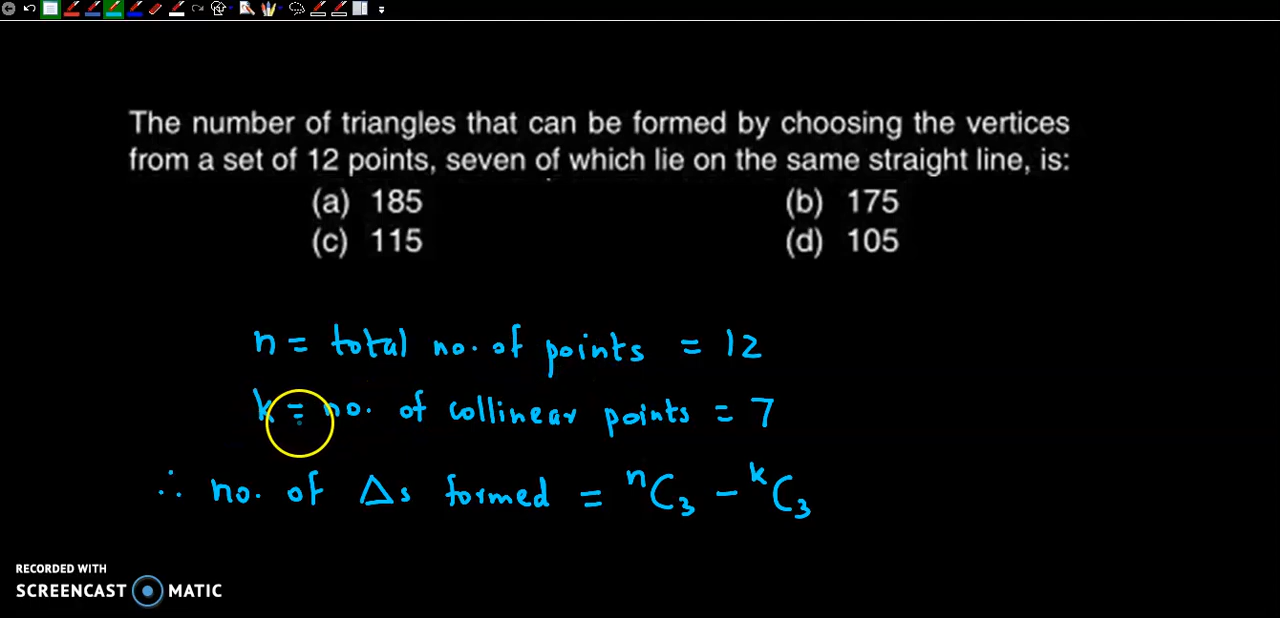 The number of triangles that can be formed by choosing the vertices
from a set of 12 points, seven of which lie on the same straight line, is:
(a) 185 (b) 175
(c) 115 (d) 105
n = total no. of points = 12
k = no. of collinear points = 7
∴ no. of Δs formed = ⁿC₃ - ᵏC₃
RECORDED WITH
SCREENCAST MATIC